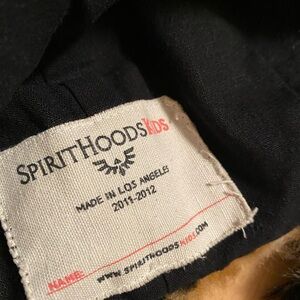 SPIRITHOODSKIDS
MADE IN LOS ANGELES
2011-2012
NAME:
WWW.SPIRITHOODSKIDS.COM